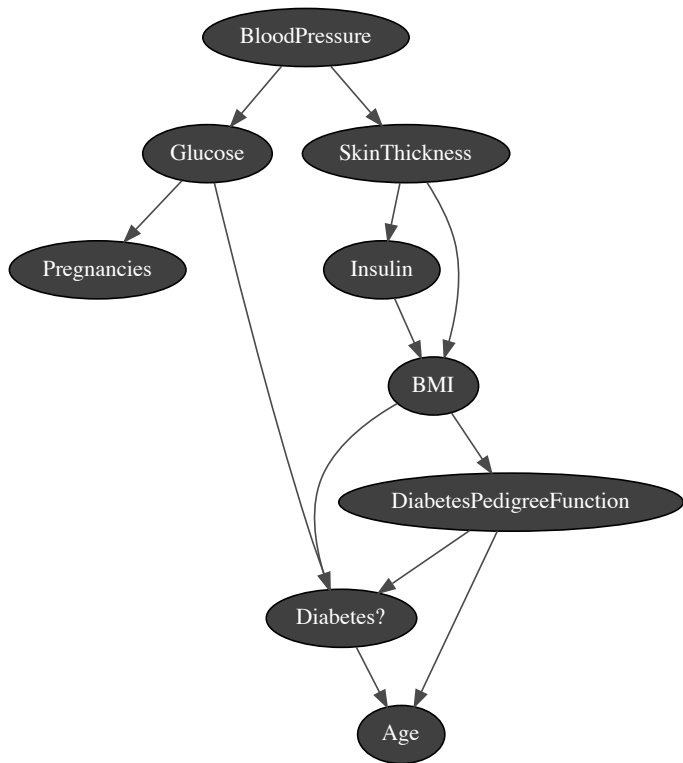 BloodPressure
Glucose
SkinThickness
Pregnancies
Insulin
BMI
DiabetesPedigreeFunction
Diabetes?
Age